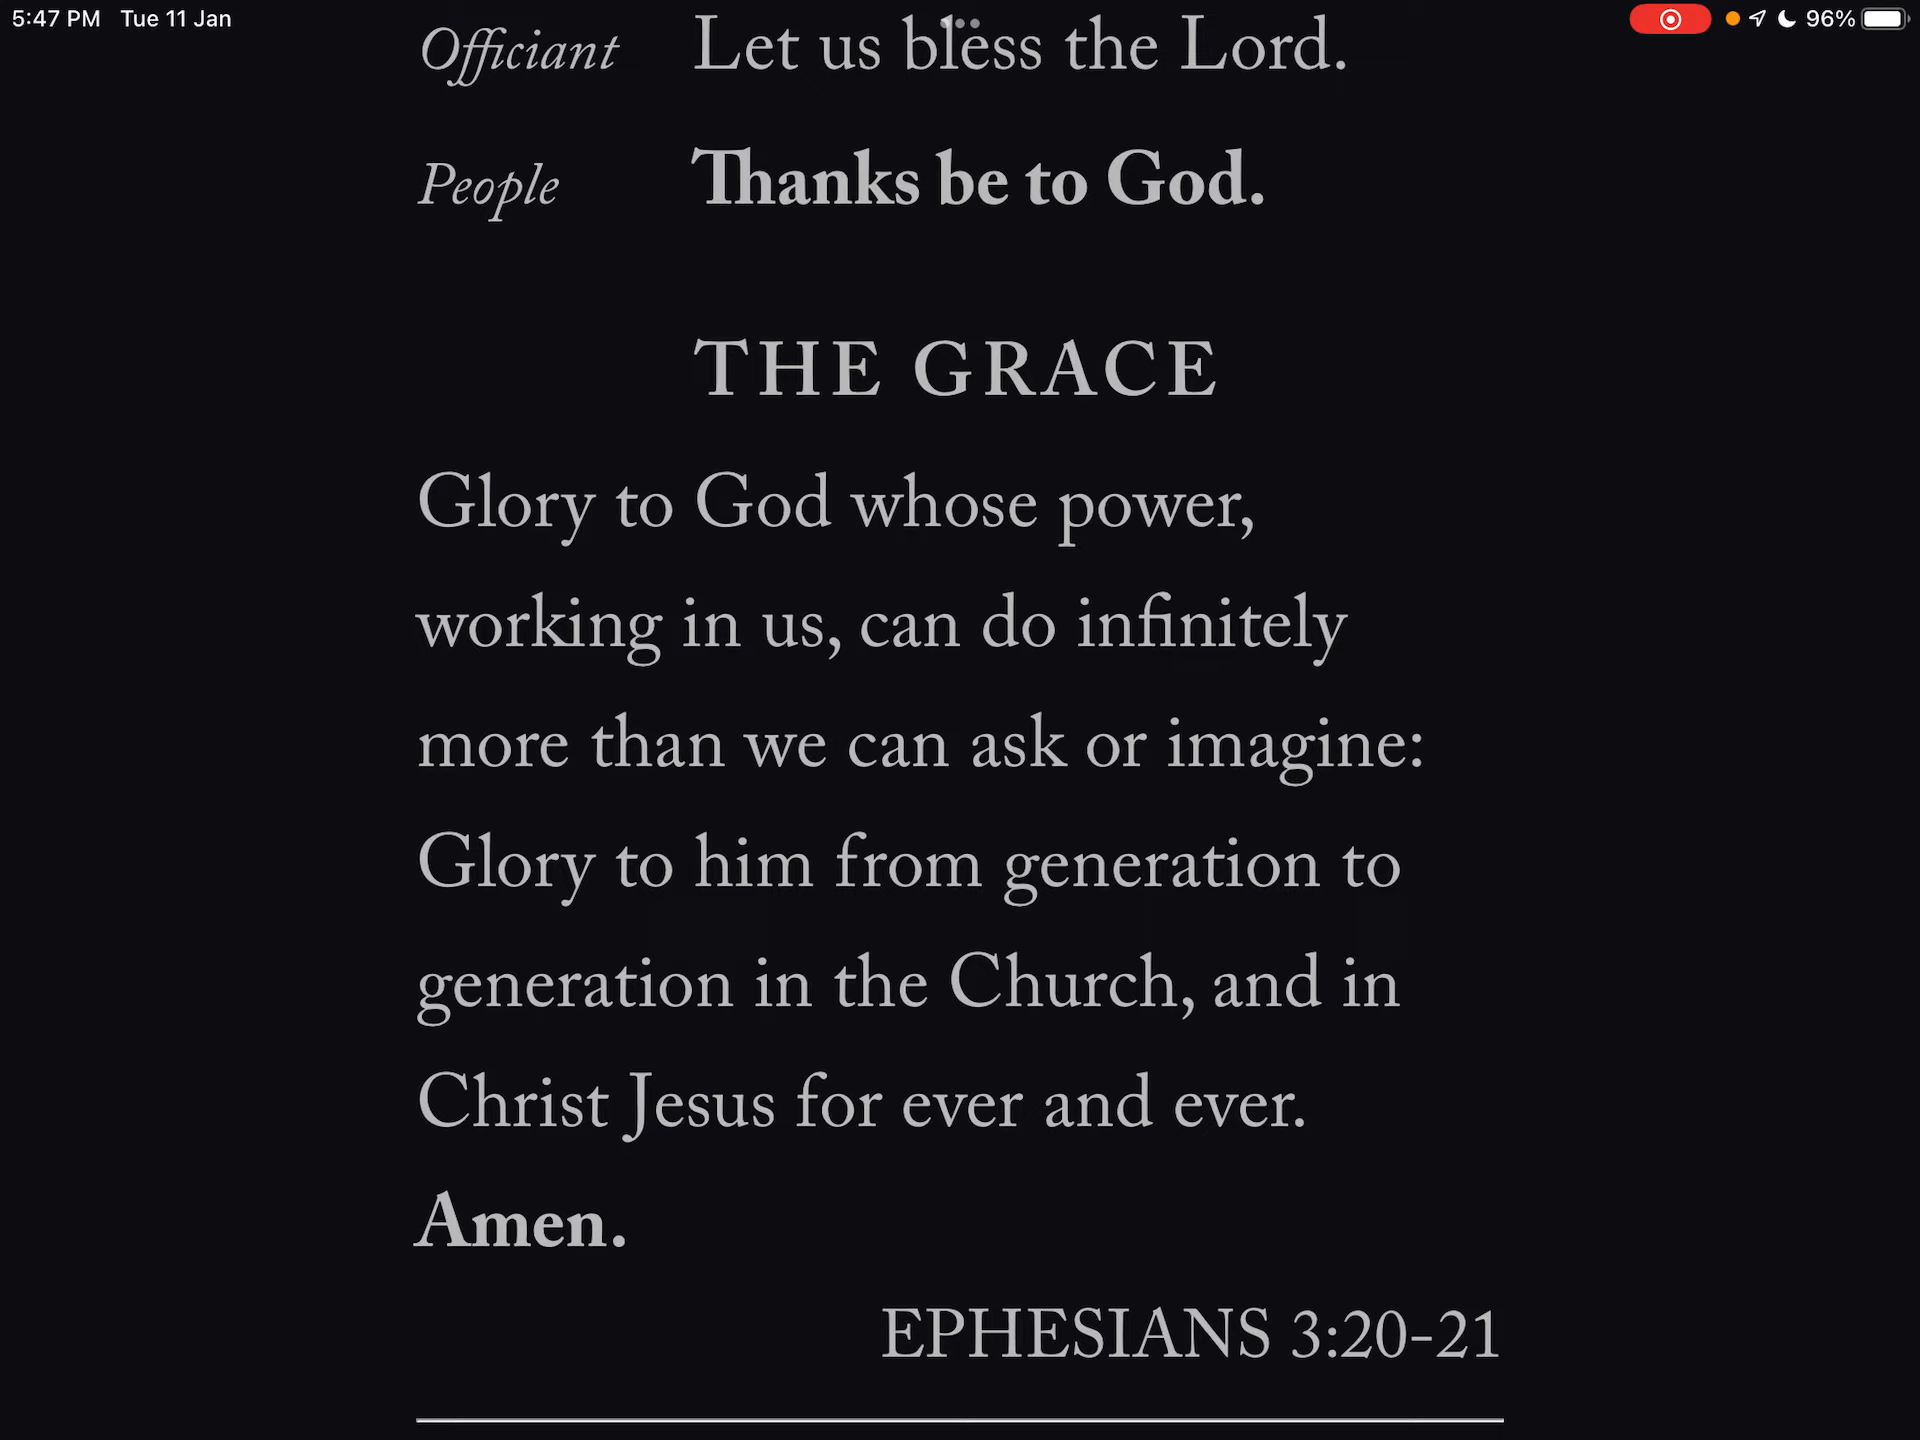 5:47 PM Tue 11 Jan 96%
Officiant Let us bless the Lord.
People Thanks be to God.
THE GRACE
Glory to God whose power,
working in us, can do infinitely
more than we can ask or imagine:
Glory to him from generation to
generation in the Church, and in
Christ Jesus for ever and ever.
Amen.
EPHESIANS 3:20-21